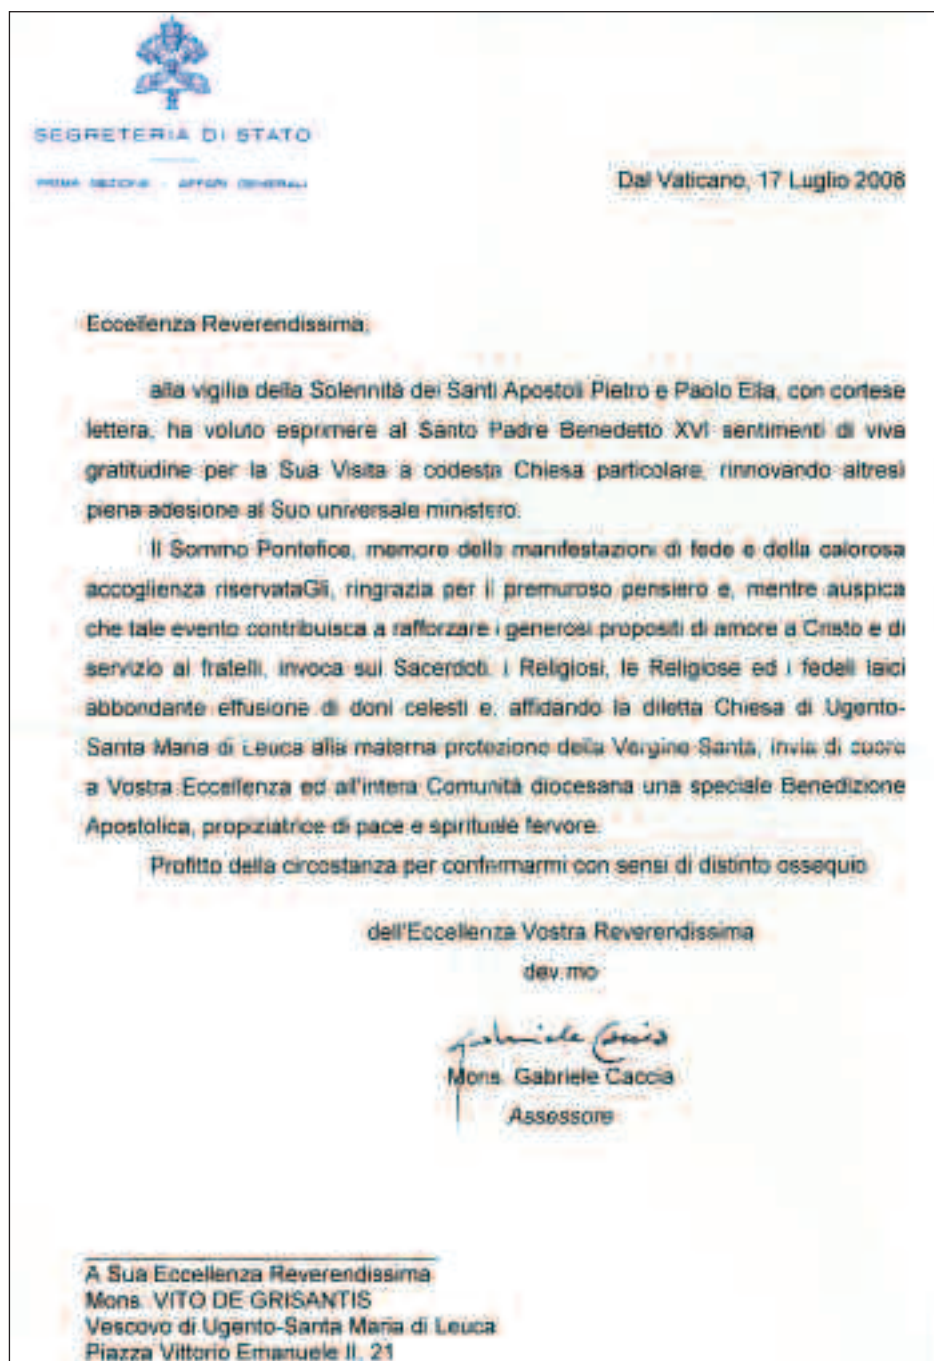 SEGRETERIA DI STATO
PRIMA SEZIONE - AFFARI GENERALI
Dal Vaticano, 17 Luglio 2008
Eccellenza Reverendissima,
alla vigilia della Solennità dei Santi Apostoli Pietro e Paolo Ella, con cortese
lettera, ha voluto esprimere al Santo Padre Benedetto XVI sentimenti di viva
gratitudine per la Sua Visita a codesta Chiesa particolare, rinnovando altresì
piena adesione al Suo universale ministero.
Il Sommo Pontefice, memore delle manifestazioni di fede e della calorosa
accoglienza riservataGli, ringrazia per il premuroso pensiero e, mentre auspica
che tale evento contribuisca a rafforzare i generosi propositi di amore a Cristo e di
servizio ai fratelli, invoca sui Sacerdoti, i Religiosi, le Religiose ed i fedeli laici
abbondante effusione di doni celesti e, affidando la diletta Chiesa di Ugento-
Santa Maria di Leuca alla materna protezione della Vergine Santa, invia di cuore
a Vostra Eccellenza ed all'intera Comunità diocesana una speciale Benedizione
Apostolica, propiziatrice di pace e spirituale fervore.
Profitto della circostanza per confermarmi con sensi di distinto ossequio
dell'Eccellenza Vostra Reverendissima
dev.mo
Gabriele Caccia
Mons. Gabriele Caccia
Assessore
A Sua Eccellenza Reverendissima
Mons. VITO DE GRISANTIS
Vescovo di Ugento-Santa Maria di Leuca
Piazza Vittorio Emanuele II, 21